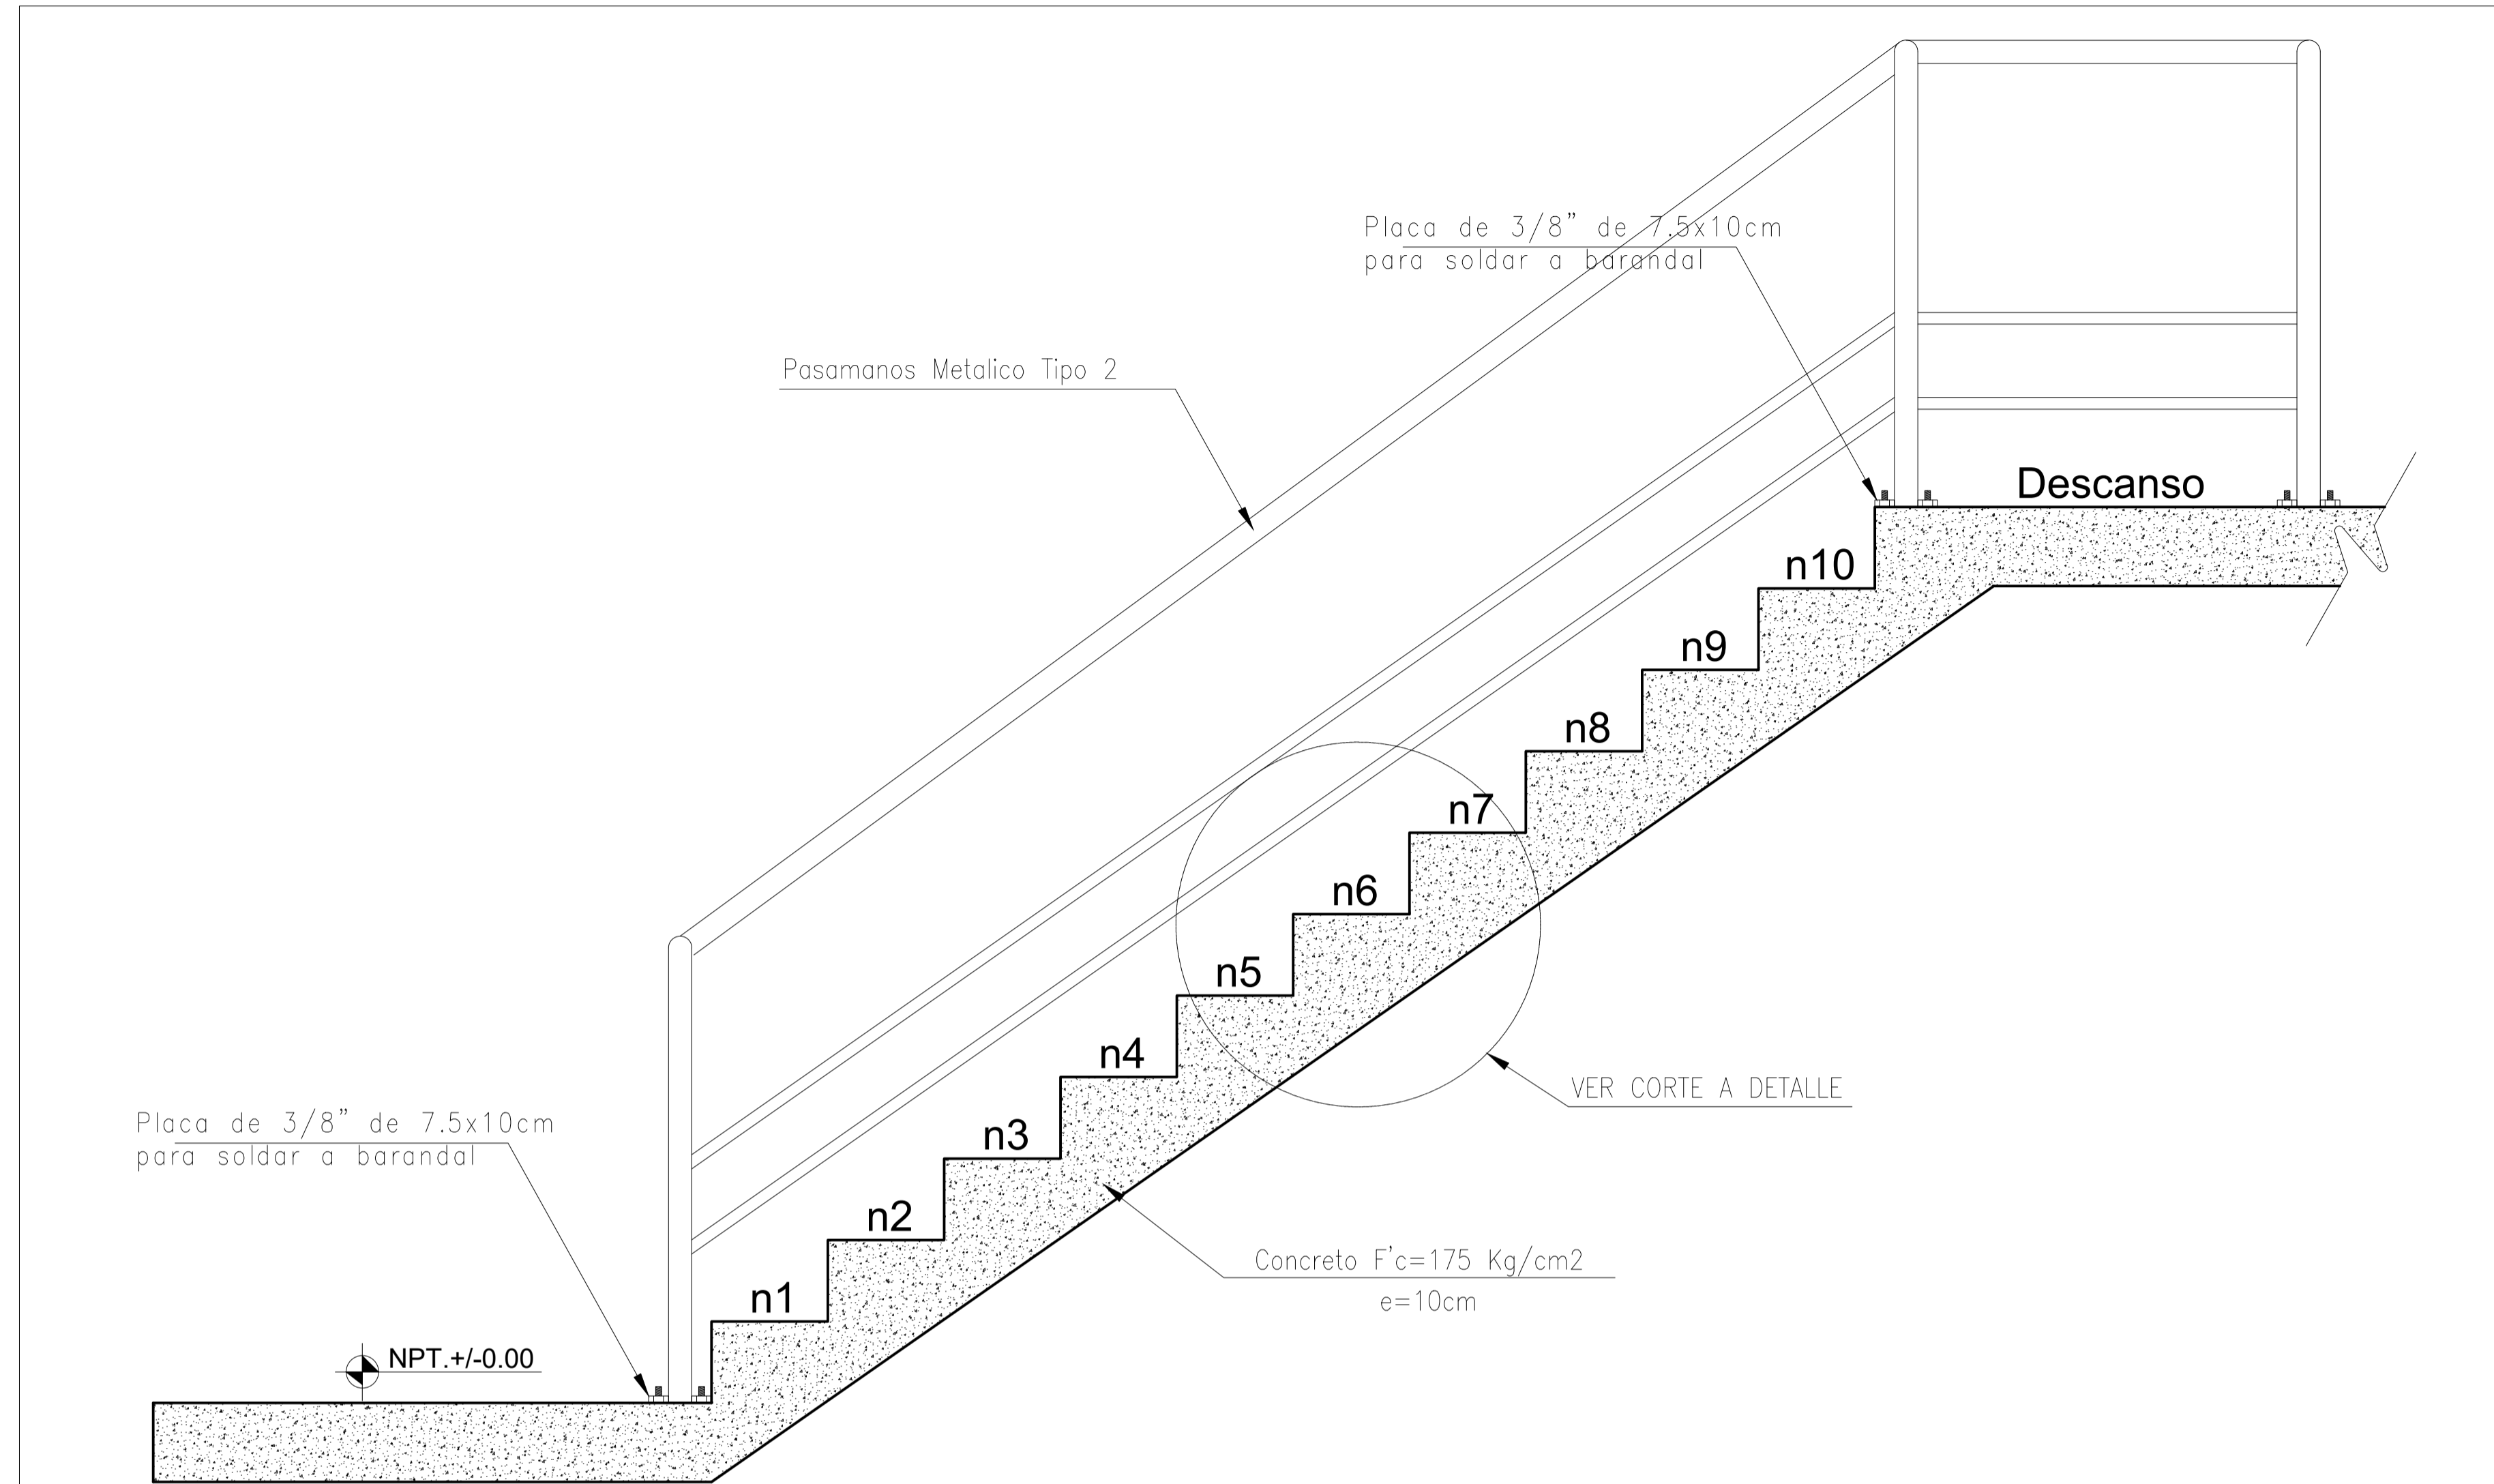 Placa de 3/8” de 7.5x10cm
para soldar a barandal
Pasamanos Metalico Tipo 2
Descanso
n10
n9
n8
n7
n6
n5
n4
VER CORTE A DETALLE
Placa de 3/8” de 7.5x10cm
para soldar a barandal
n3
n2
Concreto F'c=175 Kg/cm2
e=10cm
n1
NPT.+/-0.00